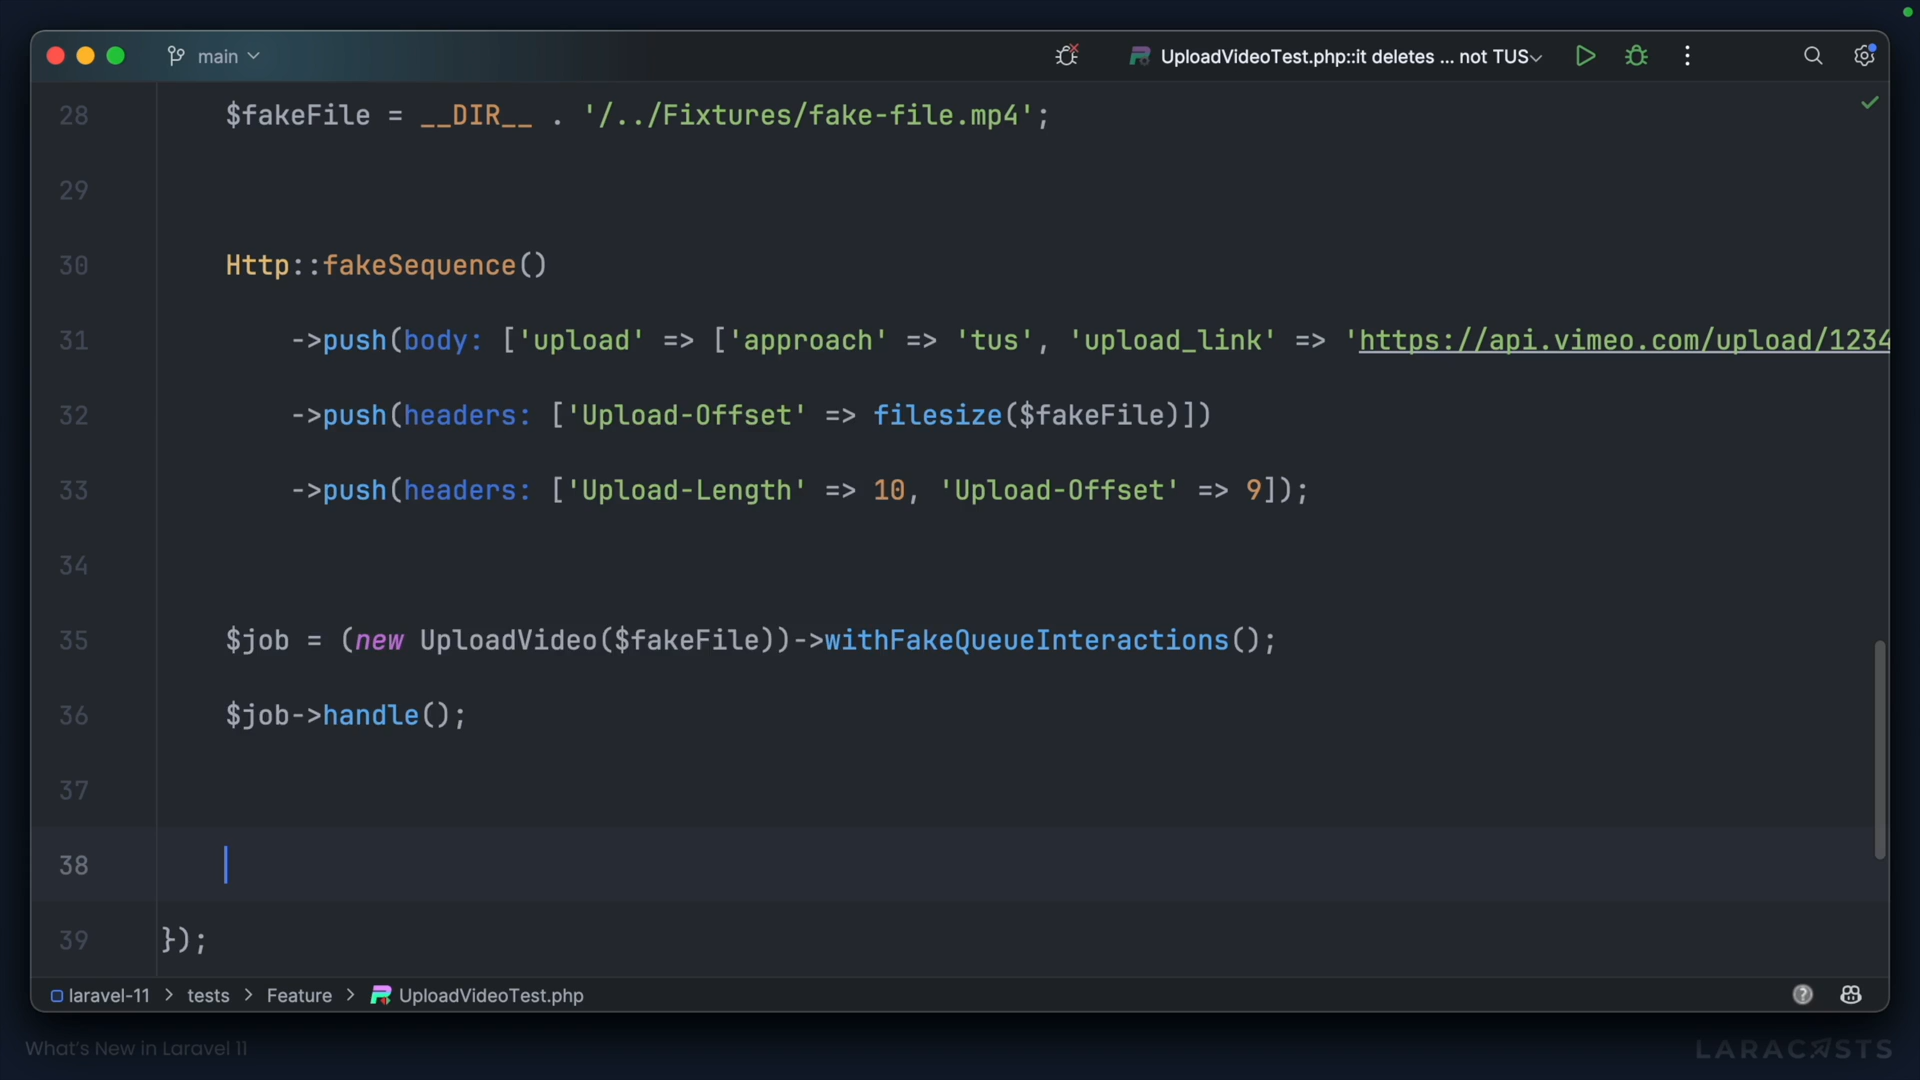 main
UploadVideoTest.php::it deletes ... not TUS
28 $fakeFile = __DIR__ . '/../Fixtures/fake-file.mp4';
29
30 Http::fakeSequence()
31 ->push(body: ['upload' => ['approach' => 'tus', 'upload_link' => 'https://api.vimeo.com/upload/1234
32 ->push(headers: ['Upload-Offset' => filesize($fakeFile)])
33 ->push(headers: ['Upload-Length' => 10, 'Upload-Offset' => 9]);
34
35 $job = (new UploadVideo($fakeFile))->withFakeQueueInteractions();
36 $job->handle();
37
38
39 });
laravel-11 > tests > Feature > UploadVideoTest.php
What's New in Laravel 11
LARACASTS